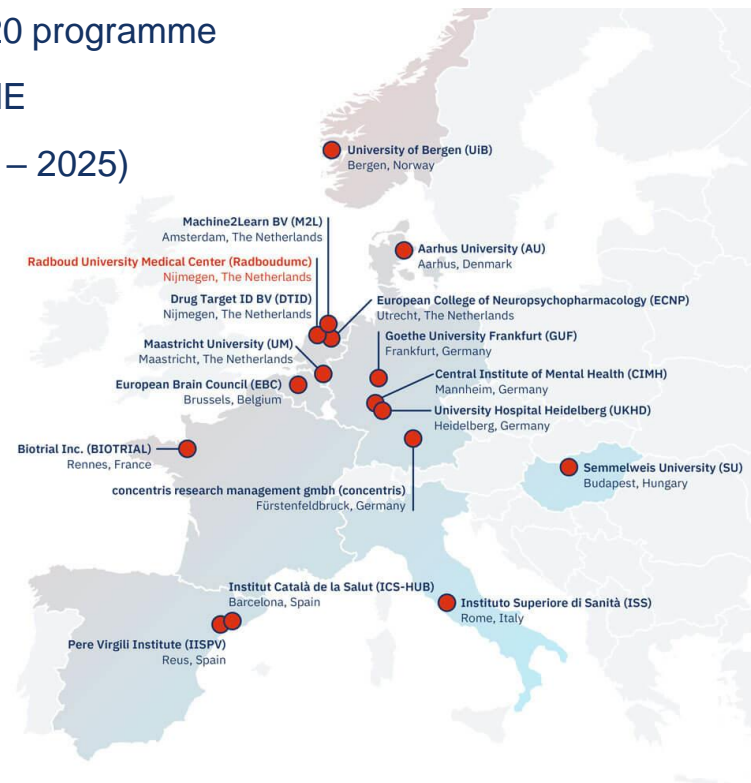 20 programme
– 2025)
University of Bergen (UiB)
Bergen, Norway
Machine2Learn BV (M2L)
Amsterdam, The Netherlands
Aarhus University (AU)
Aarhus, Denmark
Radboud University Medical Center (Radboudumc)
Nijmegen, The Netherlands
Drug Target ID BV (DTID)
Nijmegen, The Netherlands
European College of Neuropsychopharmacology (ECNP)
Utrecht, The Netherlands
Goethe University Frankfurt (GUF)
Frankfurt, Germany
Maastricht University (UM)
Maastricht, The Netherlands
Central Institute of Mental Health (CIMH)
Mannheim, Germany
European Brain Council (EBC)
Brussels, Belgium
University Hospital Heidelberg (UKHD)
Heidelberg, Germany
Biotrial Inc. (BIOTRIAL)
Rennes, France
Semmelweis University (SU)
Budapest, Hungary
concentris research management gmbh (concentris)
Fürstenfeldbruck, Germany
Institut Català de la Salut (ICS-HUB)
Barcelona, Spain
Instituto Superiore di Sanità (ISS)
Rome, Italy
Pere Virgili Institute (IISPV)
Reus, Spain